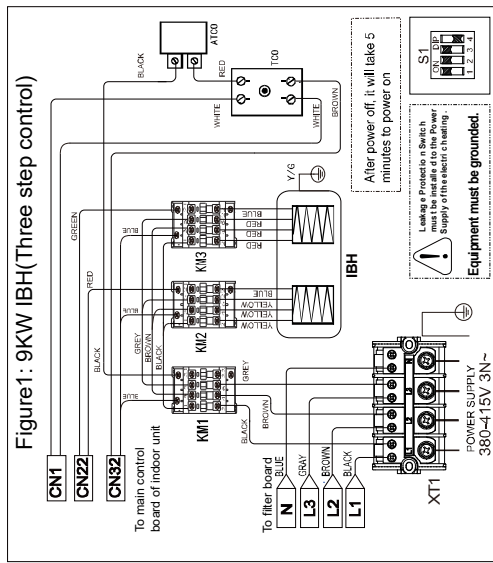 Figure1: 9KW IBH(Three step control)
CN1
CN22
CN32
To main control
board of indoor unit
BLACK
GREEN
RED
BLUE
BLUE
BLUE
BLACK
GREY
BROWN
BLACK
KM1
KM2
KM3
GREY
BLACK
BROWN
BLUE
YELLOW
YELLOW
YELOW
BLUE
RED
RED
RED
IBH
Y/G
ATCO
BLACK
RED
TCO
WHITE
WHITE
BROWN
To filter board
N
BLUE
L3
GRAY
L2
BROWN
L1
BLACK
L1
L2
L3
N
XT1
POWER SUPPLY
380-415V 3N~
After power off, it will take 5
minutes to power on
!
Leakage Protection Switch
must be installed to the Power
Supply of the electric heating.
Equipment must be grounded.
S1
ON DIP
1 2 3 4